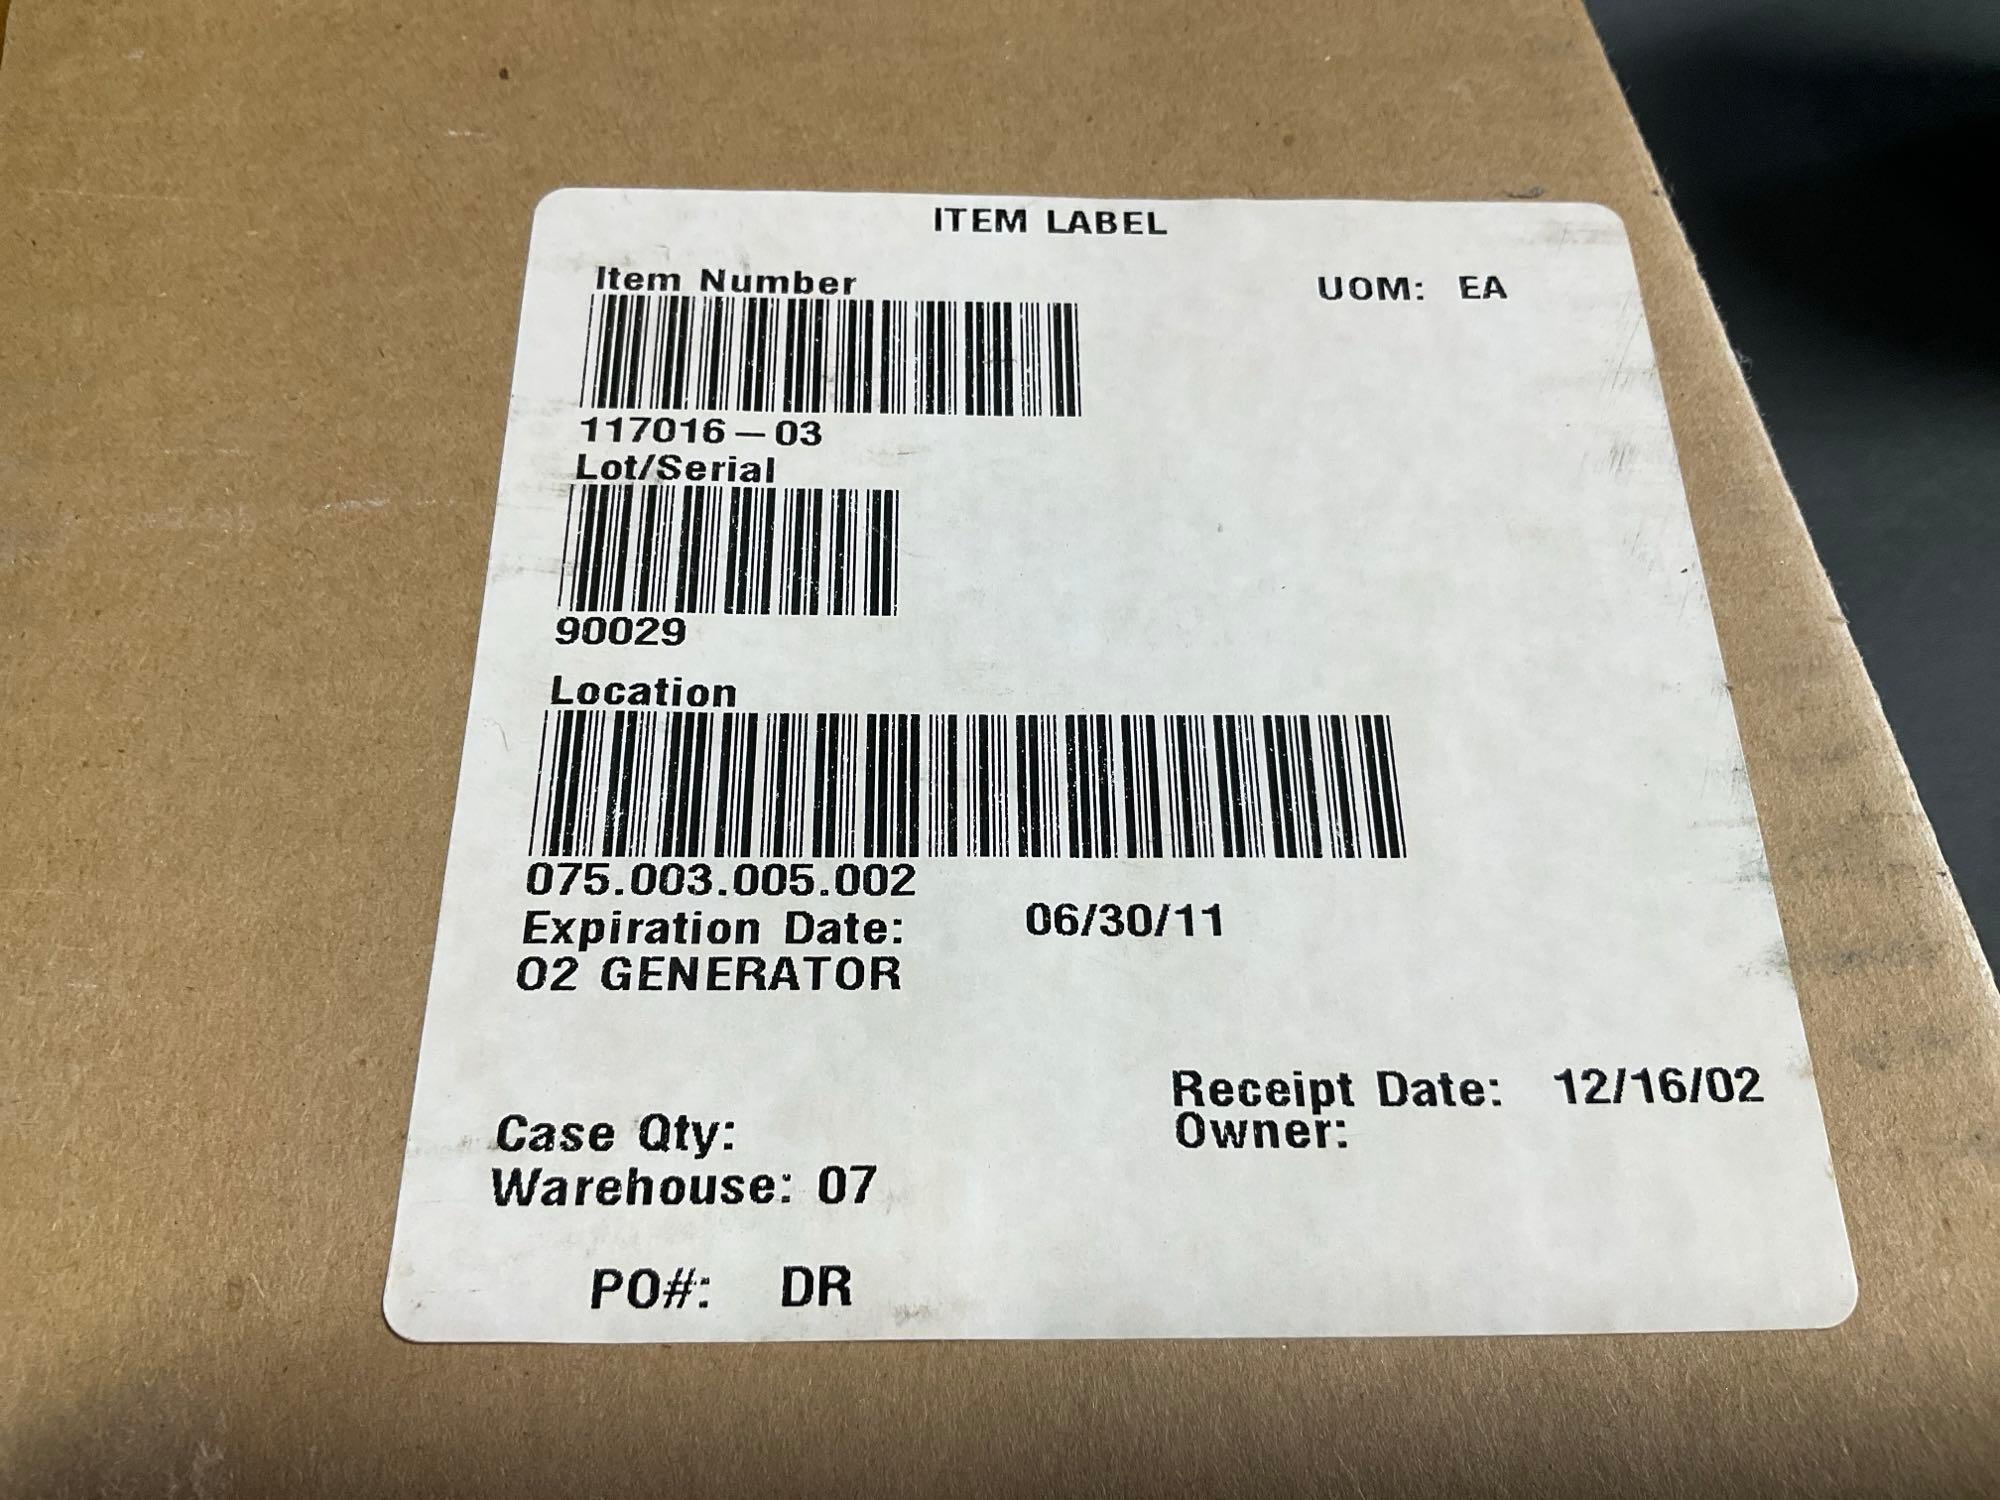 ITEM LABEL
Item Number
UOM: EA
117016-03
Lot/Serial
90029
Location
075.003.005.002
Expiration Date: 06/30/11
O2 GENERATOR
Receipt Date: 12/16/02
Case Qty:
Owner:
Warehouse: 07
PO#: DR